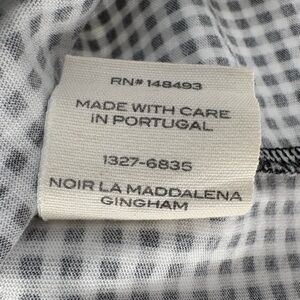 RN# 148493
MADE WITH CARE
IN PORTUGAL
1327-6835
NOIR LA MADDALENA
GINGHAM